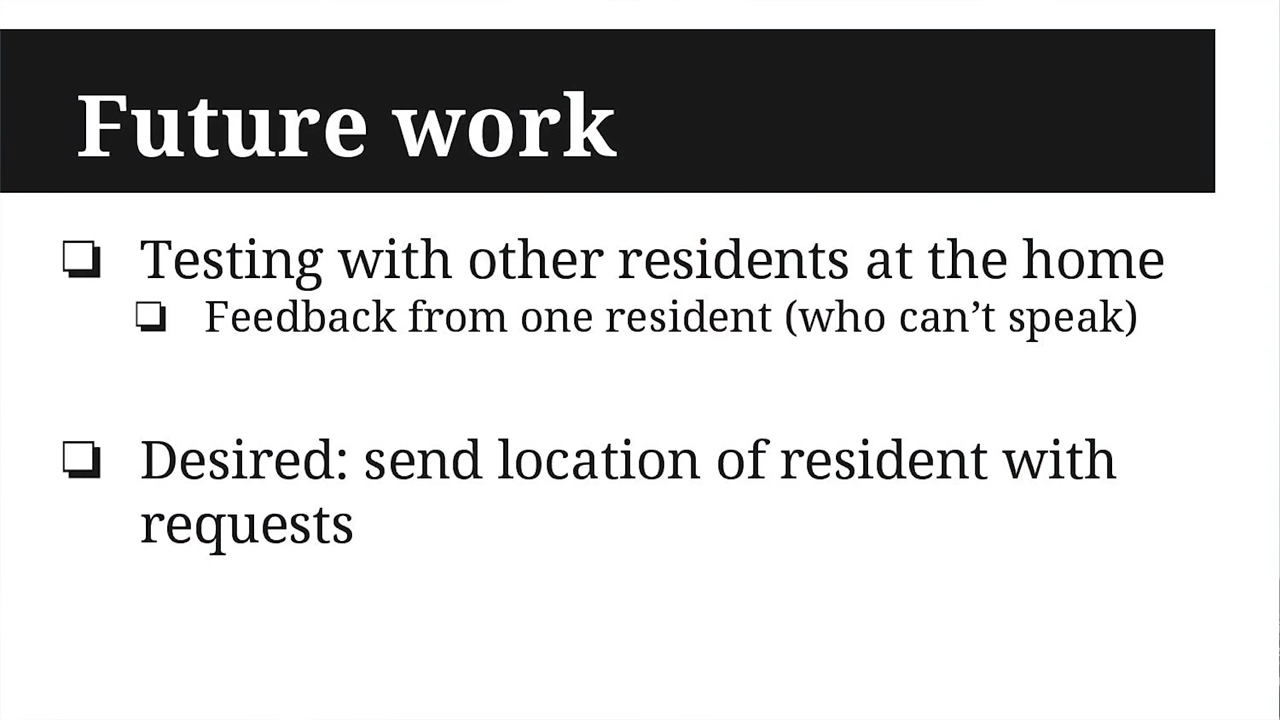 Future work
❏ Testing with other residents at the home
❏ Feedback from one resident (who can’t speak)
❏ Desired: send location of resident with
requests